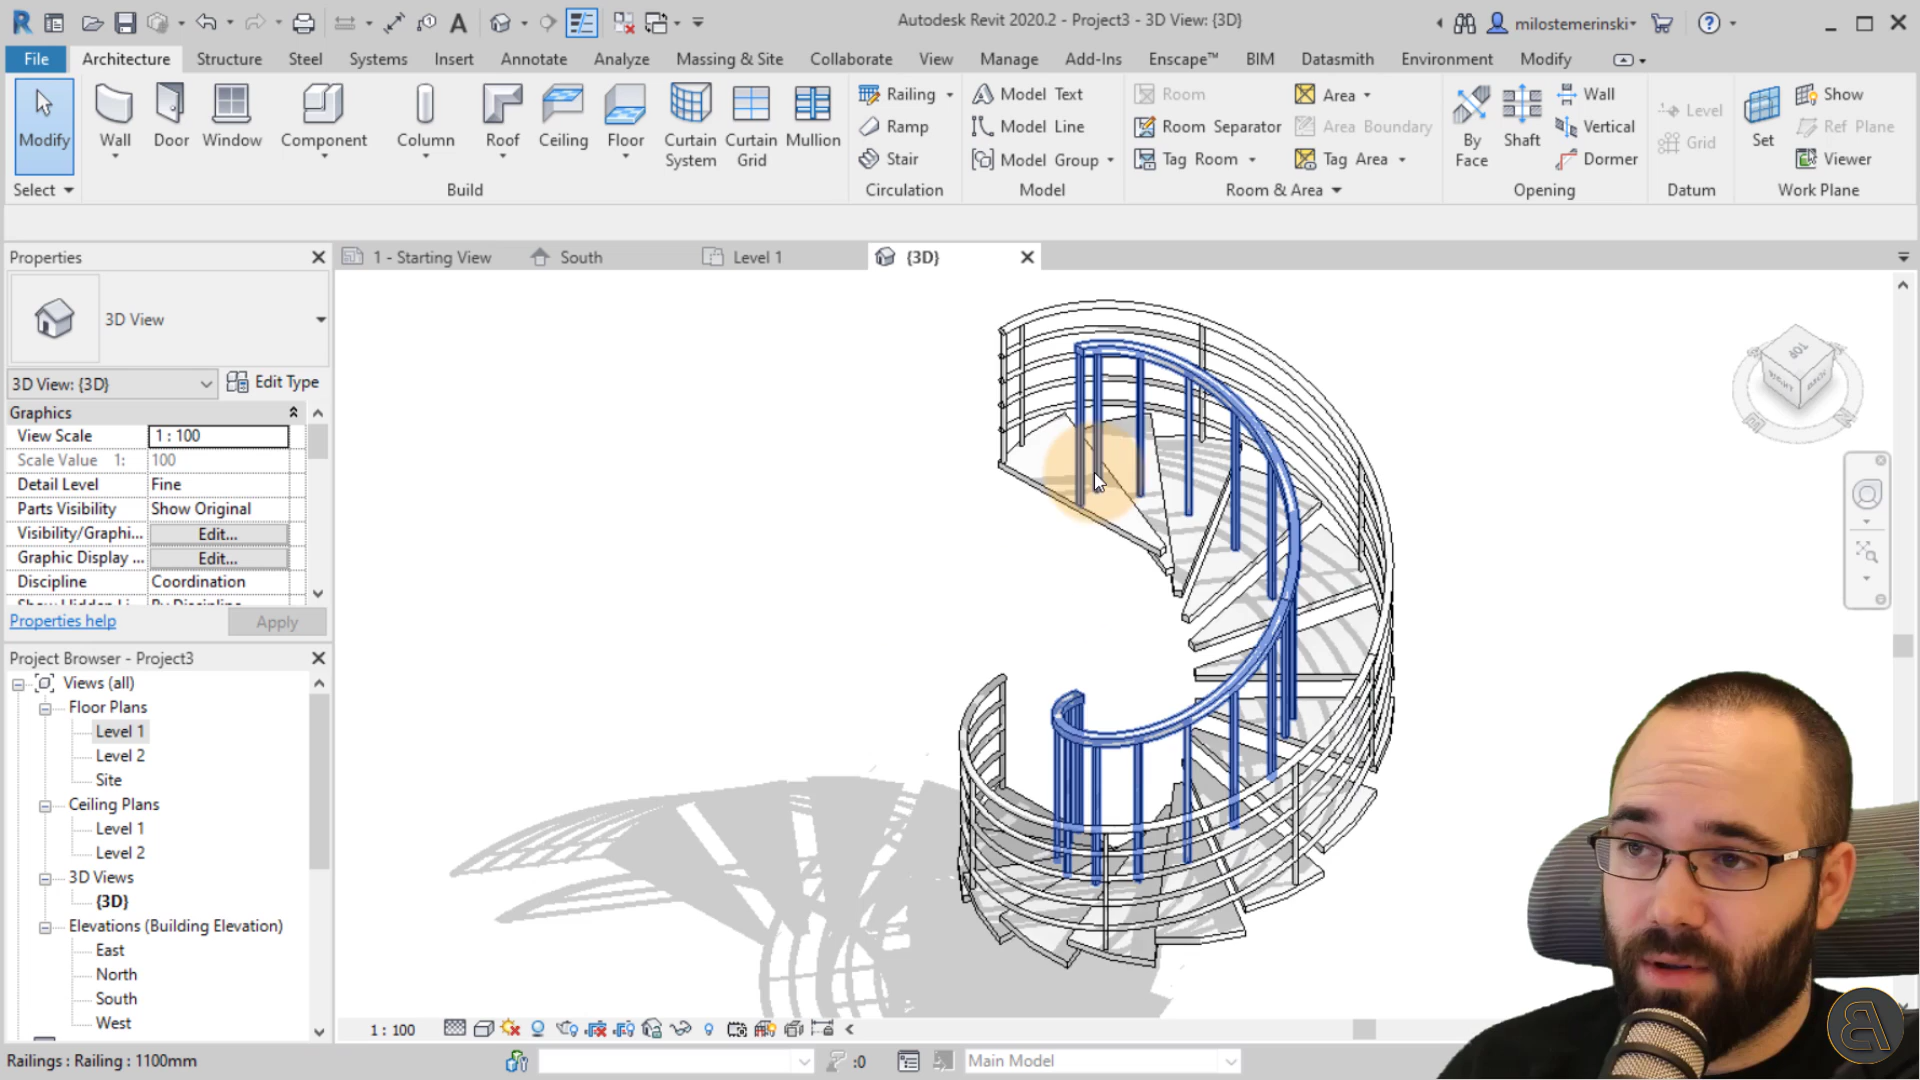 Autodesk Revit 2020.2 - Project3 - 3D View: {3D}
milostemerinski
File Architecture Structure Steel Systems Insert Annotate Analyze Massing & Site Collaborate View Manage Add-Ins Enscape™ BIM Datasmith Environment Modify
Modify
Wall
Door
Window
Component
Column
Roof
Ceiling
Floor
Curtain System
Curtain Grid
Mullion
Railing
Ramp
Stair
Model Text
Model Line
Model Group
Room
Room Separator
Tag Room
Area
Area Boundary
Tag Area
By Face
Shaft
Wall
Vertical
Dormer
Level
Grid
Set
Show
Ref Plane
Viewer
Select Build Circulation Model Room & Area Opening Datum Work Plane
Properties
1 - Starting View South Level 1 {3D}
3D View
3D View: {3D} Edit Type
Graphics
View Scale 1 : 100
Scale Value 1: 100
Detail Level Fine
Parts Visibility Show Original
Visibility/Graphi... Edit...
Graphic Display ... Edit...
Discipline Coordination
Properties help Apply
Project Browser - Project3
Views (all)
Floor Plans
Level 1
Level 2
Site
Ceiling Plans
Level 1
Level 2
3D Views
{3D}
Elevations (Building Elevation)
East
North
South
West
TOP
1 : 100
Railings : Railing : 1100mm
:0
Main Model